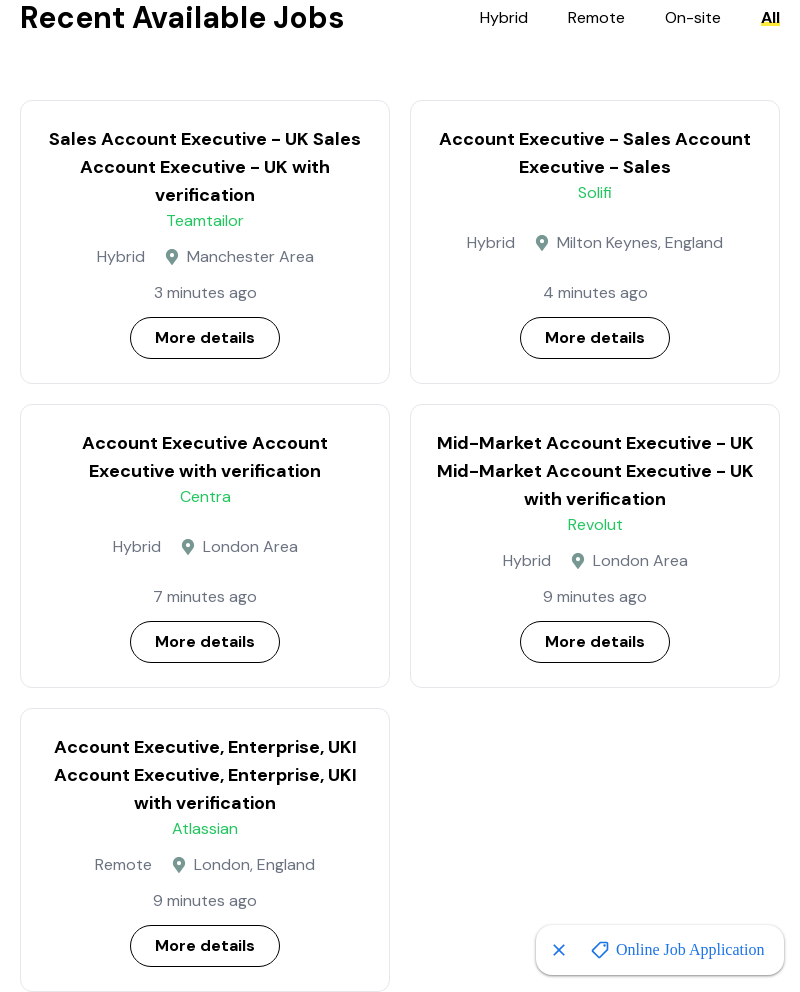 Recent Available Jobs
Hybrid Remote On-site All
Sales Account Executive - UK Sales
Account Executive - UK with
verification
Teamtailor
Hybrid Manchester Area
3 minutes ago
More details
Account Executive - Sales Account
Executive - Sales
Solifi
Hybrid Milton Keynes, England
4 minutes ago
More details
Account Executive Account
Executive with verification
Centra
Hybrid London Area
7 minutes ago
More details
Mid-Market Account Executive - UK
Mid-Market Account Executive - UK
with verification
Revolut
Hybrid London Area
9 minutes ago
More details
Account Executive, Enterprise, UKI
Account Executive, Enterprise, UKI
with verification
Atlassian
Remote London, England
9 minutes ago
More details
Online Job Application